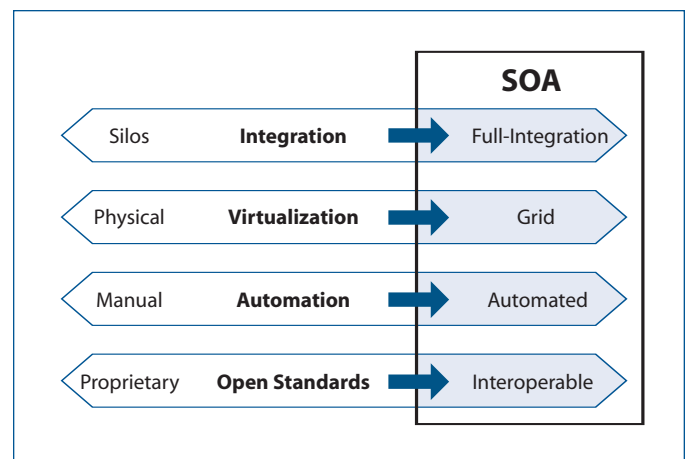 SOA
Silos Integration Full-Integration
Physical Virtualization Grid
Manual Automation Automated
Proprietary Open Standards Interoperable